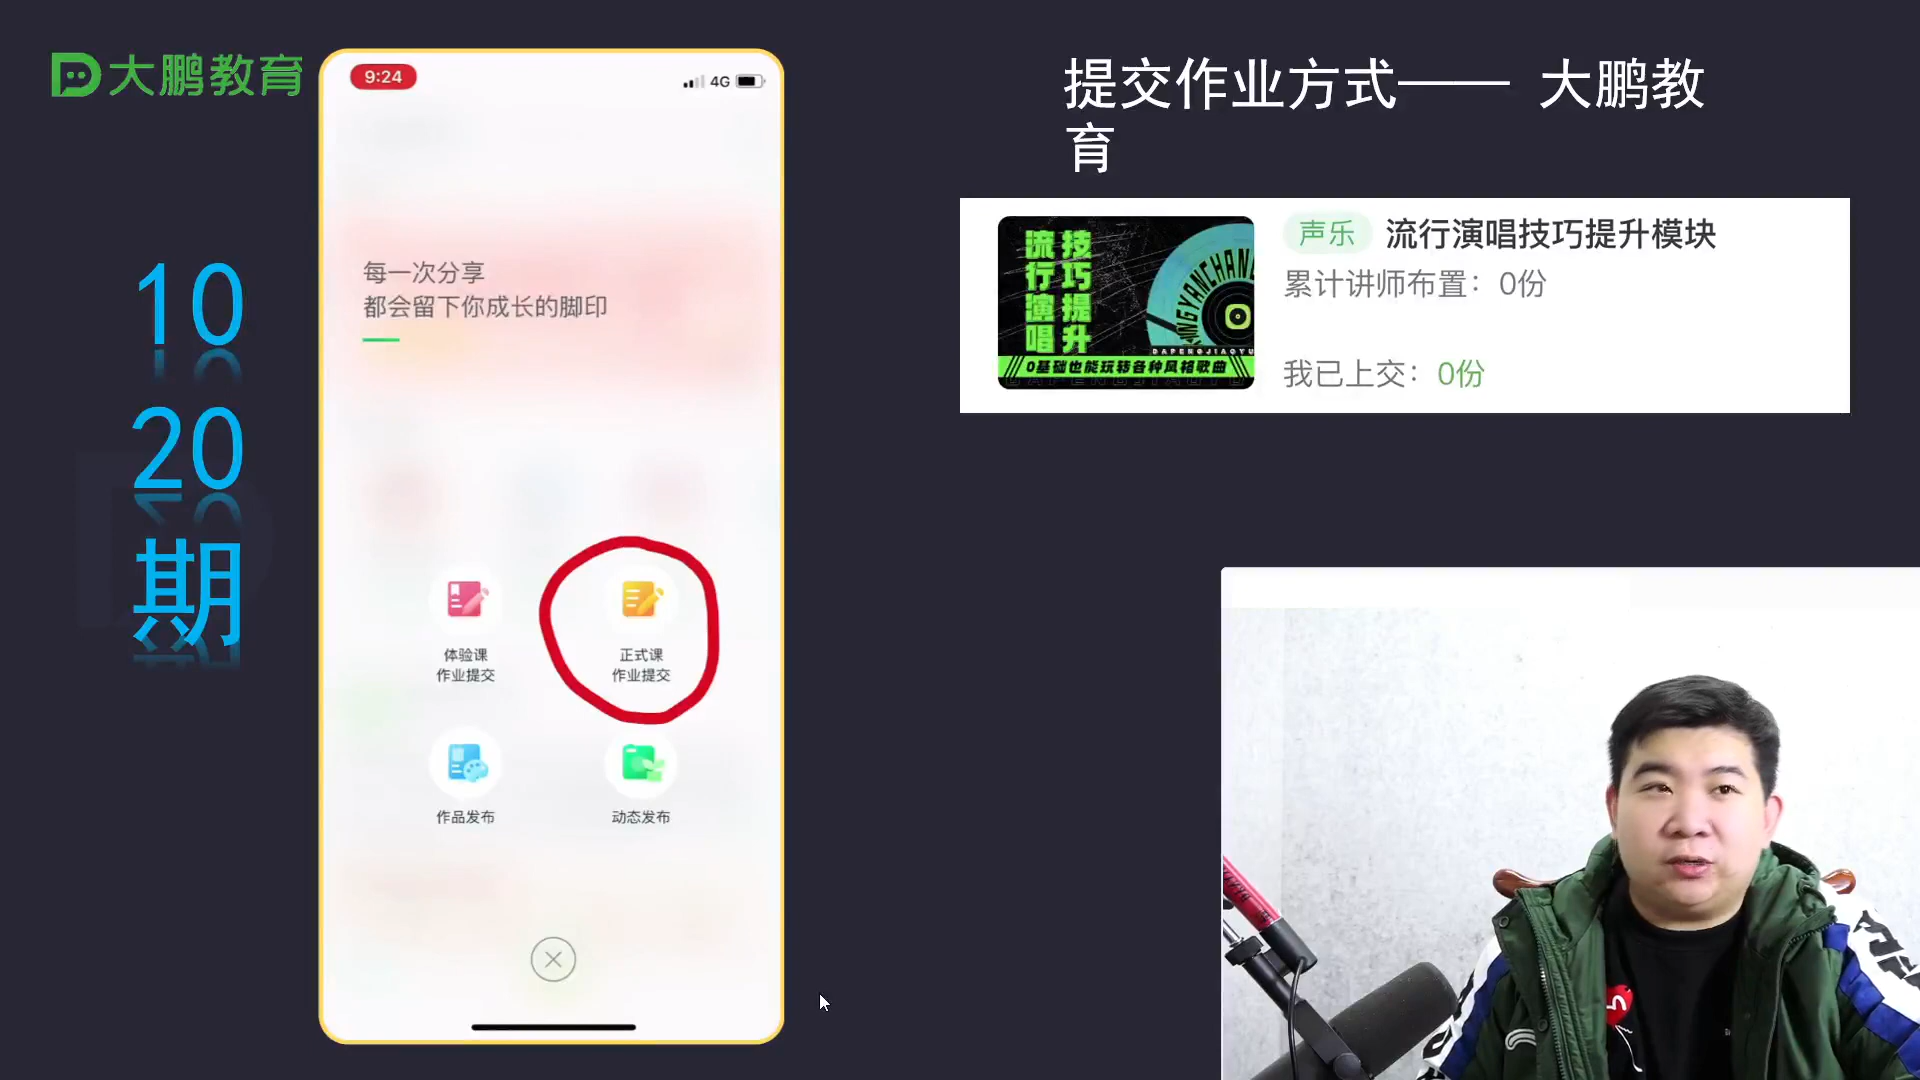 大鹏教育
10
20
期
9:24
4G
每一次分享
都会留下你成长的脚印
体验课
作业提交
正式课
作业提交
作品发布
动态发布
提交作业方式—— 大鹏教
育
流行演唱
技巧提升
DAPENGJIAOYU
0基础也能玩转各种风格歌曲
声乐 流行演唱技巧提升模块
累计讲师布置：0份
我已上交：0份